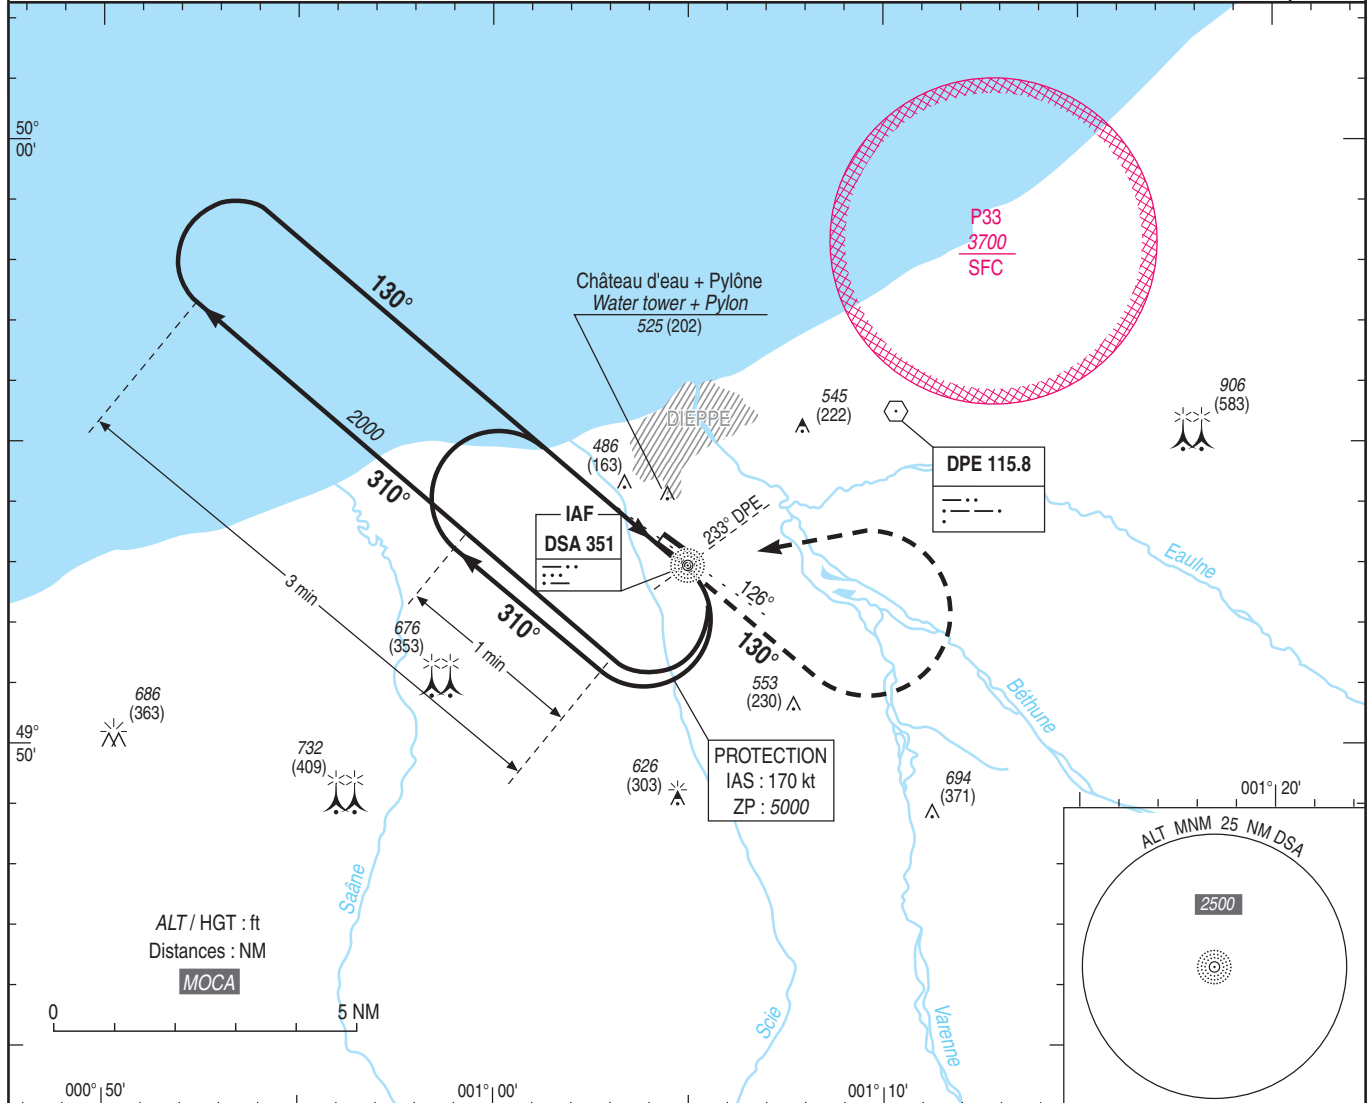 50°
00'
P33
3700
SFC
130°
Château d'eau + Pylône
Water tower + Pylon
525 (202)
906
(583)
545
(222)
DIEPPE
2000
486
(163)
DPE 115.8
310°
IAF
DSA 351
233° DPE
Eaulne
3 min
126°
310°
676
(353)
1 min
130°
553
(230)
Béthune
686
(363)
49°
50'
732
(409)
626
(303)
PROTECTION
IAS : 170 kt
ZP : 5000
694
(371)
001° 20'
ALT MNM 25 NM DSA
2500
Saâne
ALT / HGT : ft
Distances : NM
MOCA
0 5 NM
Scie
Varenne
000° 50'
001° 00'
001° 10'